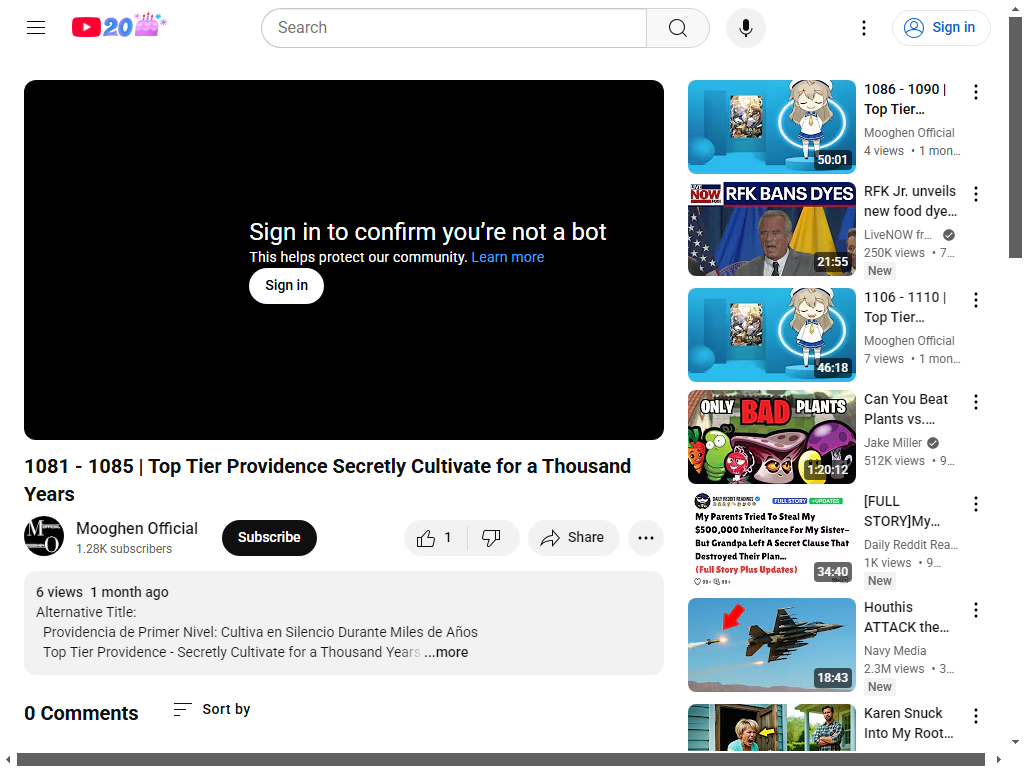 20
Search
Sign in
Sign in to confirm you're not a bot
This helps protect our community. Learn more
Sign in
1081 - 1085 | Top Tier Providence Secretly Cultivate for a Thousand
Years
Mooghen Official
1.28K subscribers
Subscribe
1
Share
6 views 1 month ago
Alternative Title:
Providencia de Primer Nivel: Cultiva en Silencio Durante Miles de Años
Top Tier Providence - Secretly Cultivate for a Thousand Years ...more
0 Comments
Sort by
50:01
1086 - 1090 |
Top Tier…
Mooghen Official
4 views • 1 mon…
LIVE NOW
RFK BANS DYES
21:55
RFK Jr. unveils
new food dye…
LiveNOW fr…
250K views • 7…
New
46:18
1106 - 1110 |
Top Tier…
Mooghen Official
7 views • 1 mon…
ONLY BAD PLANTS
1:20:12
Can You Beat
Plants vs.…
Jake Miller
512K views • 9…
DAILY REDDIT READINGS
FULL STORY +UPDATES
My Parents Tried To Steal My
$500,000 Inheritance For My Sister–
But Grandpa Left A Secret Clause That
Destroyed Their Plan...
(Full Story Plus Updates)
99+ 99+
34:40
[FULL
STORY]My…
Daily Reddit Rea…
1K views • 9…
New
18:43
Houthis
ATTACK the…
Navy Media
2.3M views • 3…
New
Karen Snuck
Into My Root…